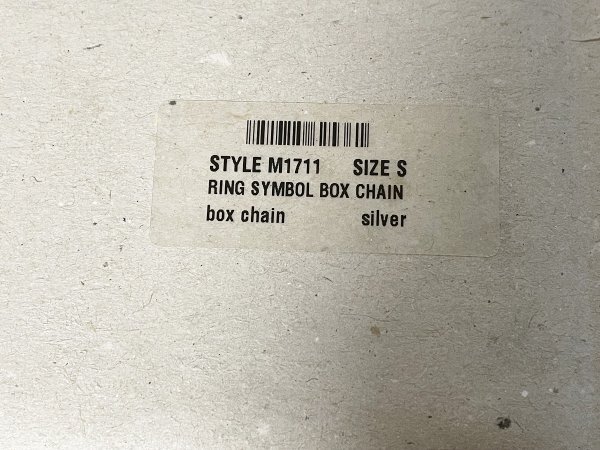 STYLE M1711 SIZE S
RING SYMBOL BOX CHAIN
box chain silver